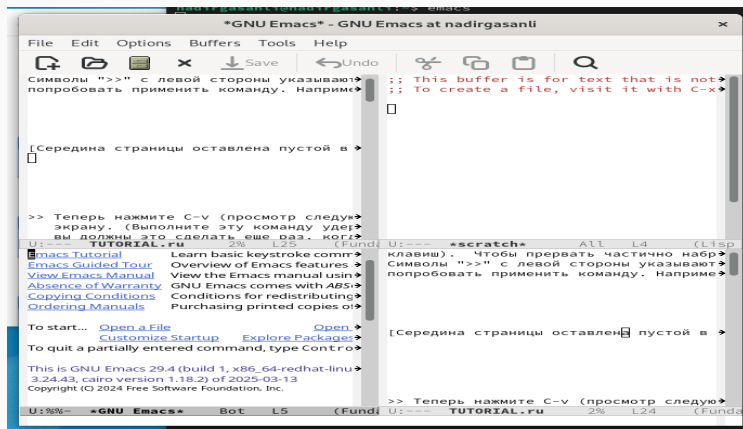 nadirgasanli@nadirgasanli:~$ emacs
*GNU Emacs* - GNU Emacs at nadirgasanli
File Edit Options Buffers Tools Help
Save Undo
Символы ">>" с левой стороны указывают
попробовать применить команду. Наприме
[Середина страницы оставлена пустой в
>> Теперь нажмите C-v (просмотр следую
экрану. (Выполните эту команду удер
вы должны это сделать еще раз, когд
U:--- TUTORIAL.ru 2% L25 (Funda
;; This buffer is for text that is not
;; To create a file, visit it with C-x
U:--- *scratch* All L4 (Lisp
Emacs Tutorial Learn basic keystroke comm
Emacs Guided Tour Overview of Emacs features
View Emacs Manual View the Emacs manual usin
Absence of Warranty GNU Emacs comes with ABS
Copying Conditions Conditions for redistributing
Ordering Manuals Purchasing printed copies of
To start... Open a File Open
Customize Startup Explore Packages
To quit a partially entered command, type Contro
This is GNU Emacs 29.4 (build 1, x86_64-redhat-linu
3.24.43, cairo version 1.18.2) of 2025-03-13
Copyright (C) 2024 Free Software Foundation, Inc.
U:%%- *GNU Emacs* Bot L5 (Funda
клавиш). Чтобы прервать частично набр
Символы ">>" с левой стороны указывают
попробовать применить команду. Наприме
[Середина страницы оставлена пустой в
>> Теперь нажмите C-v (просмотр следую
U:--- TUTORIAL.ru 2% L24 (Funda